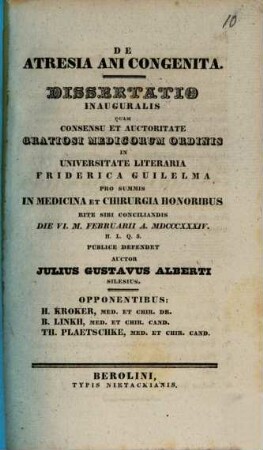 10
DE
ATRESIA ANI CONGENITA.
DISSERTATIO
INAUGURALIS
QUAM
CONSENSU ET AUCTORITATE
GRATIOSI MEDICORUM ORDINIS
IN
UNIVERSITATE LITERARIA
FRIDERICA GUILELMA
PRO SUMMIS
IN MEDICINA ET CHIRURGIA HONORIBUS
RITE SIBI CONCILIANDIS
DIE VI. M. FEBRUARII A. MDCCCXXXIV.
H. L. Q. S.
PUBLICE DEFENDET
AUCTOR
JULIUS GUSTAVUS ALBERTI
SILESIUS.
OPPONENTIBUS:
H. KROKER, MED. ET CHIR. DR.
B. LINKH, MED. ET CHIR. CAND.
TH. PLAETSCHKE, MED. ET CHIR. CAND.
BEROLINI,
TYPIS NIETACKIANIS.